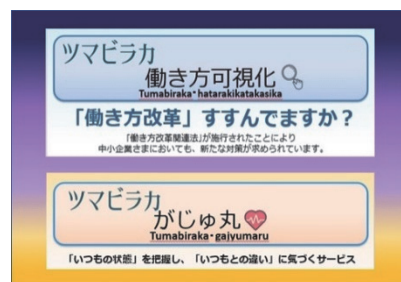 ツマビラカ
働き方可視化
Tumabiraka・hatarakikatakasika
「働き方改革」すすんでますか？
「働き方改革関連法」が施行されたことにより
中小企業さまにおいても、新たな対策が求められています。
ツマビラカ
がじゅ丸
Tumabiraka・gajyumaru
「いつもの状態」を把握し、「いつもとの違い」に気づくサービス